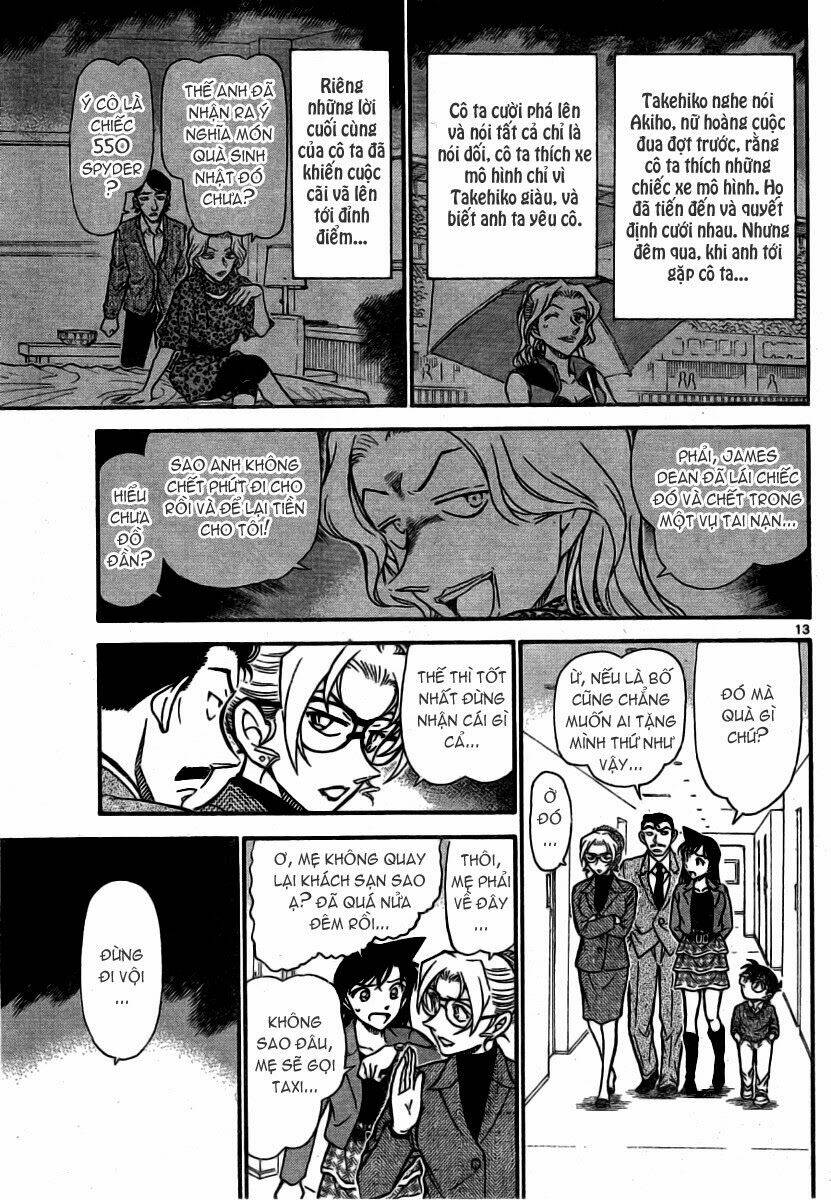 Takehiko nghe nói
Akiho, nữ hoàng cuộc
đua đợt trước, rằng
cô ta thích những
chiếc xe mô hình. Họ
đã tiến đến và quyết
định cưới nhau. Nhưng
đêm qua, khi anh tới
gặp cô ta...
Cô ta cười phá lên
và nói tất cả chỉ là
nói dối, cô ta thích xe
mô hình chỉ vì
Takehiko giàu, và
biết anh ta yêu cô.
Riêng
những lời
cuối cùng
của cô ta đã
khiến cuộc
cãi vã lên
tới đỉnh
điểm...
THẾ ANH ĐÃ
NHẬN RA Ý
NGHĨA MÓN
QUÀ SINH
NHẬT ĐÓ
CHƯA?
Ý CÔ LÀ
CHIẾC
550
SPYDER
?
PHẢI, JAMES
DEAN ĐÃ LÁI CHIẾC
ĐÓ VÀ CHẾT TRONG
MỘT VỤ TAI NẠN...
SAO ANH KHÔNG
CHẾT PHỨT ĐI CHO
RỒI VÀ ĐỂ LẠI TIỀN
CHO TÔI!
HIỂU
CHƯA
ĐỒ
ĐẦN?
13
ĐÓ MÀ
QUÀ GÌ
CHỨ?
Ừ, NẾU LÀ BỐ
CŨNG CHẲNG
MUỐN AI TẶNG
MÌNH THỨ NHƯ
VẬY...
Ờ
ĐÓ
...
THẾ THÌ TỐT
NHẤT ĐỪNG
NHẬN CÁI GÌ
CẢ...
THÔI,
MẸ PHẢI
VỀ ĐÂY
...
Ơ, MẸ KHÔNG QUAY
LẠI KHÁCH SẠN SAO
Ạ? ĐÃ QUÁ NỬA
ĐÊM RỒI...
KHÔNG
SAO ĐÂU,
MẸ SẼ GỌI
TAXI...
ĐỪNG
ĐI VỘI
...